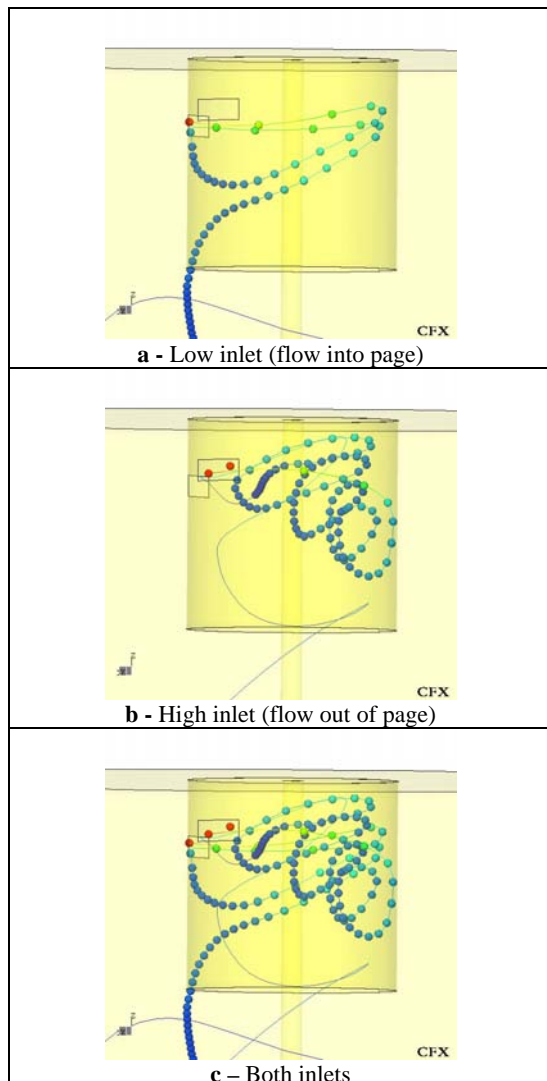 CFX
a - Low inlet (flow into page)
CFX
b - High inlet (flow out of page)
CFX
c – Both inlets